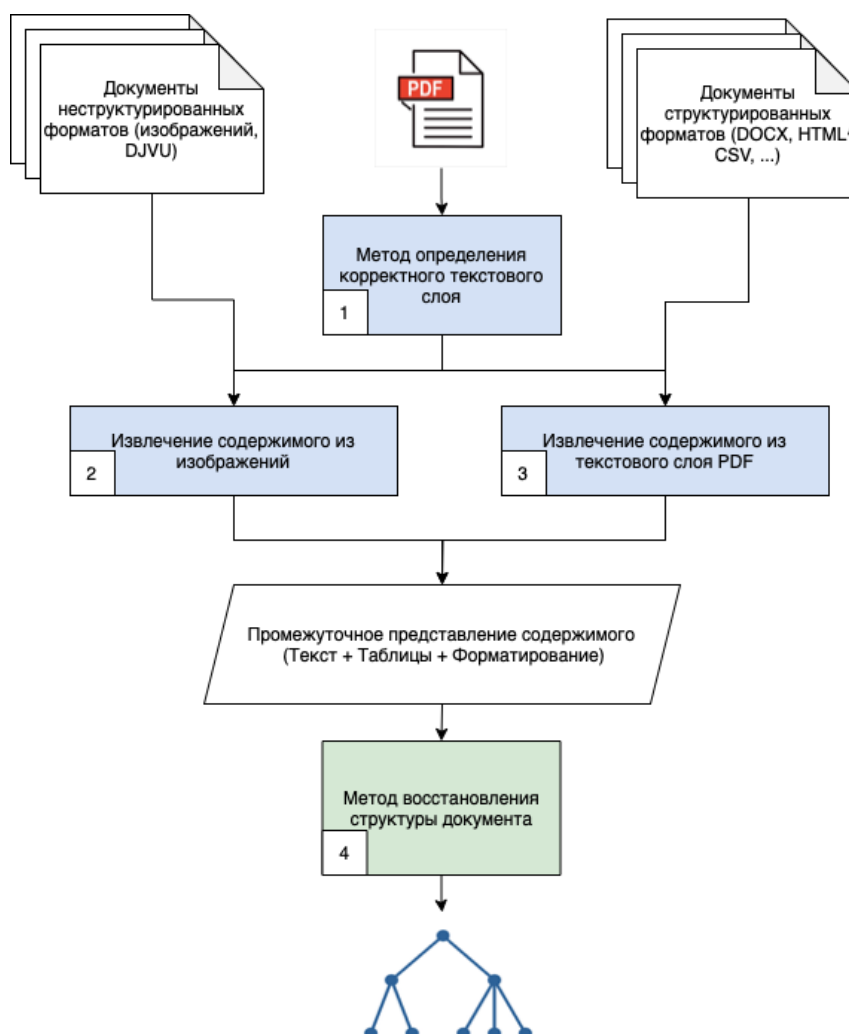 Документы
неструктурированных
форматов (изображений,
DJVU)
PDF
Документы
структурированных
форматов (DOCX, HTML
CSV, ...)
Метод определения
корректного текстового
слоя
1
Извлечение содержимого из
изображений
2
Извлечение содержимого из
текстового слоя PDF
3
Промежуточное представление содержимого
(Текст + Таблицы + Форматирование)
Метод восстановления
структуры документа
4